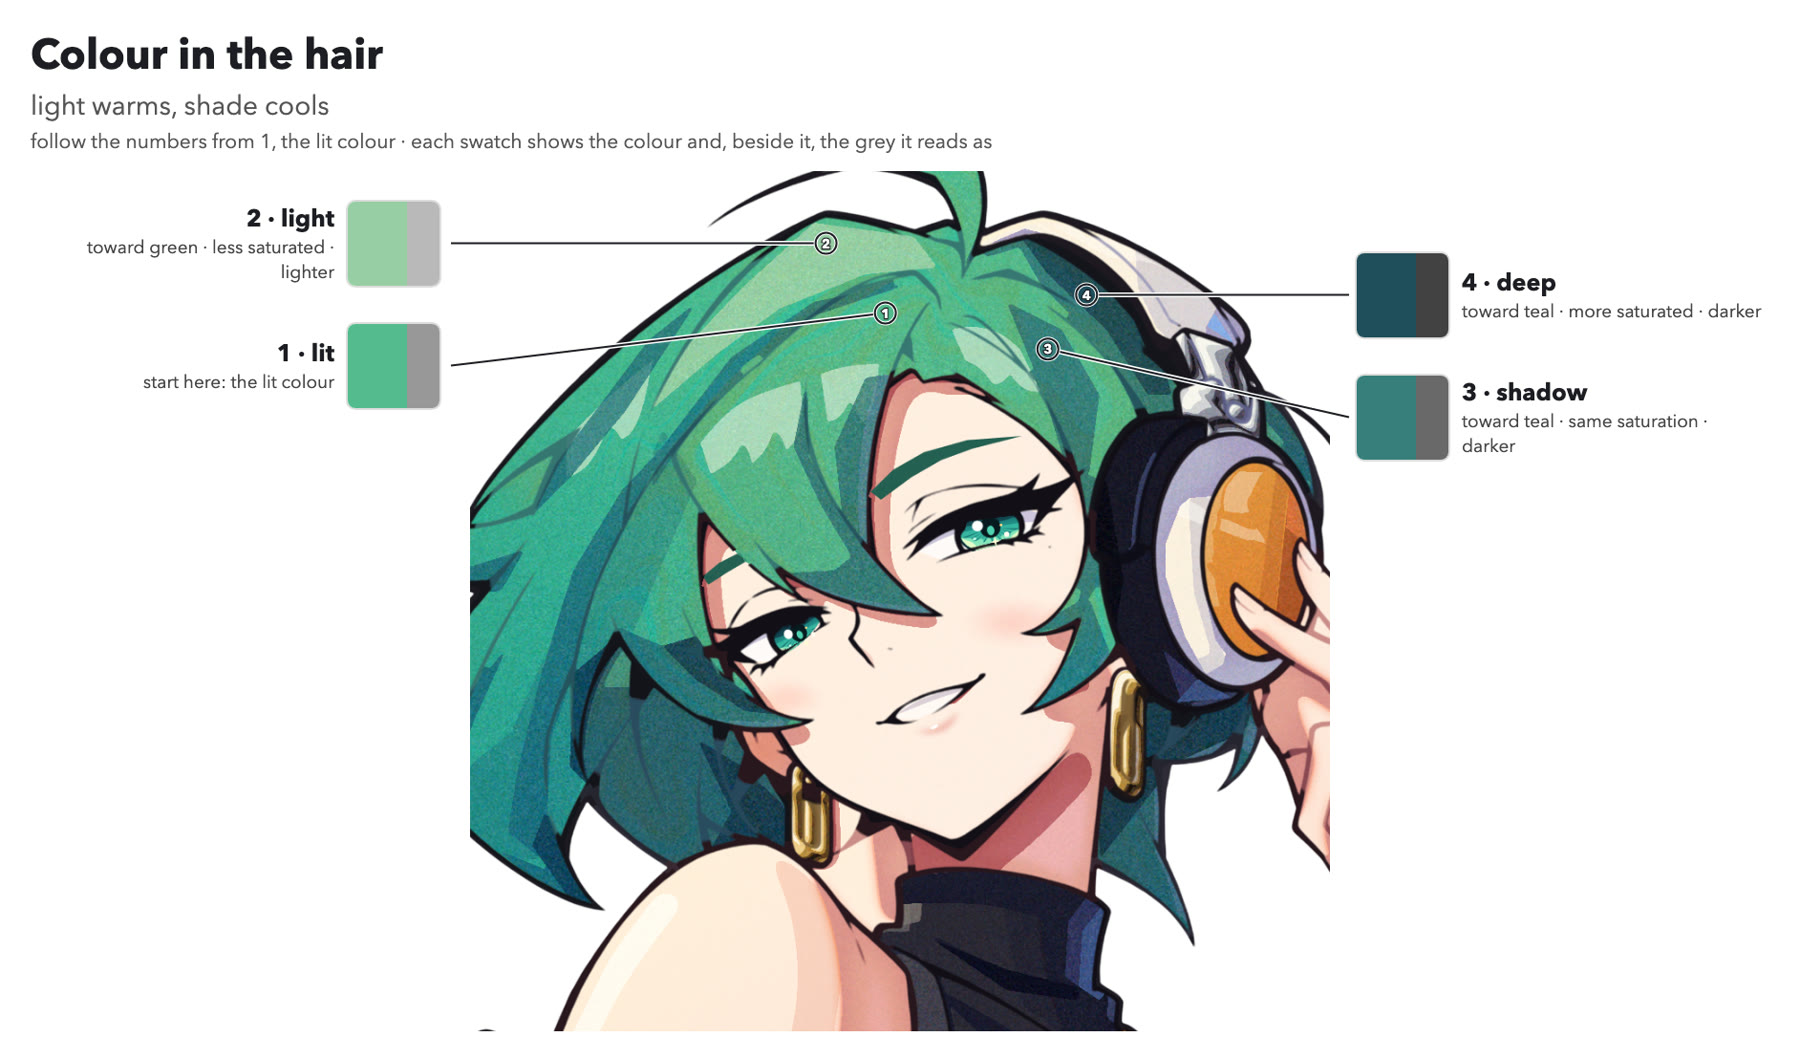 Colour in the hair
light warms, shade cools
follow the numbers from 1, the lit colour · each swatch shows the colour and, beside it, the grey it reads as
2 · light
toward green · less saturated ·
lighter
1 · lit
start here: the lit colour
2
1
4
3
4 · deep
toward teal · more saturated · darker
3 · shadow
toward teal · same saturation ·
darker